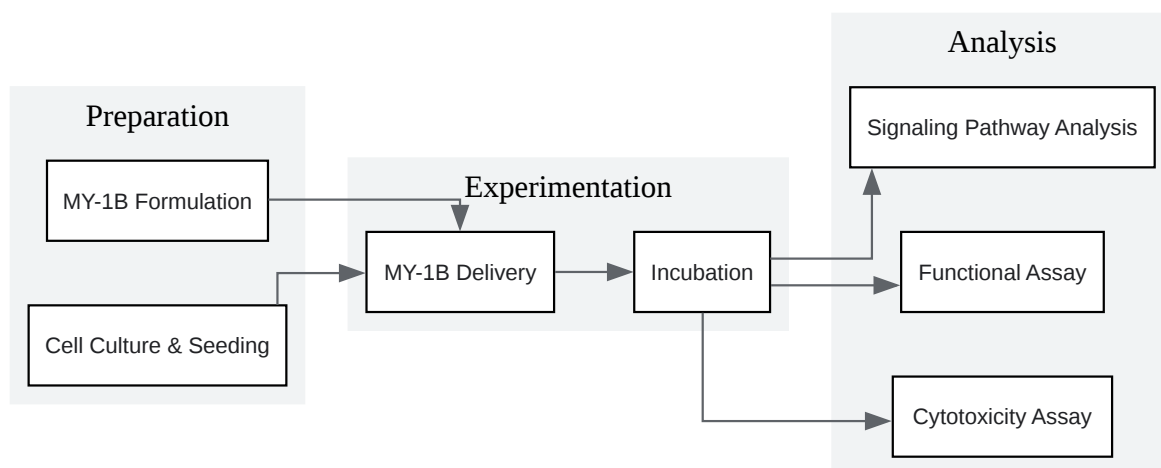 Preparation
MY-1B Formulation
Cell Culture & Seeding
Experimentation
MY-1B Delivery
Incubation
Analysis
Signaling Pathway Analysis
Functional Assay
Cytotoxicity Assay